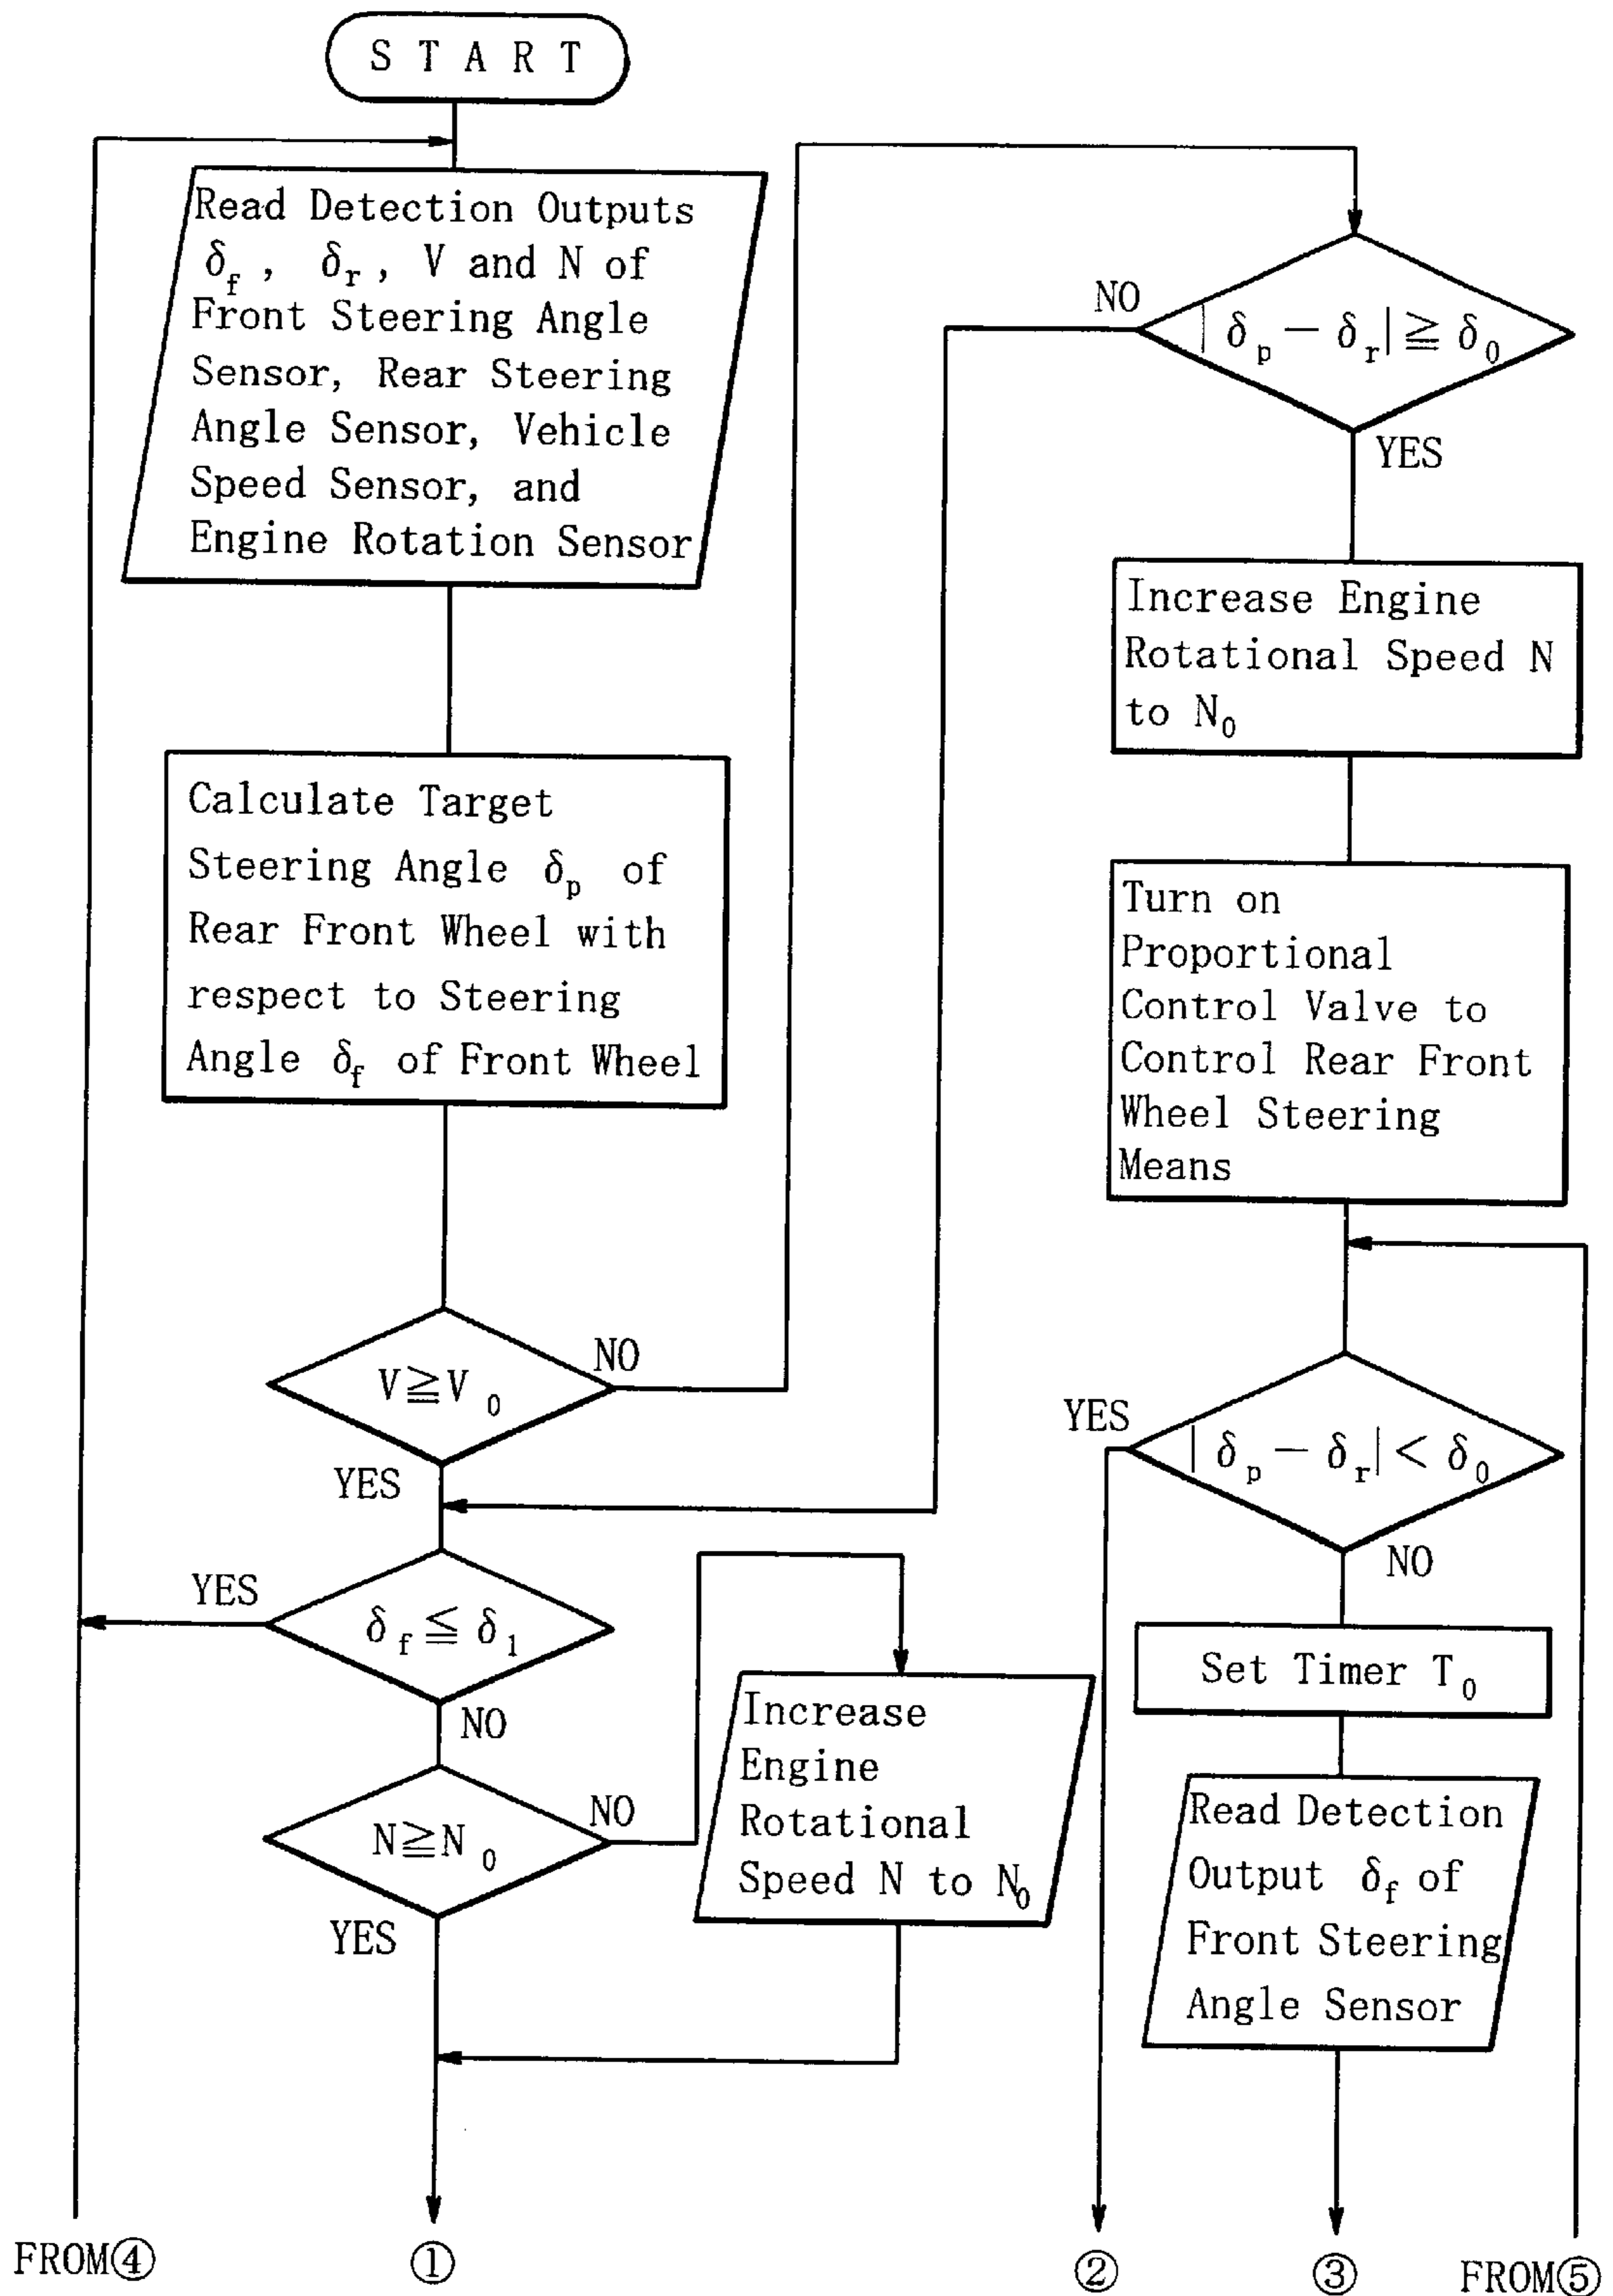 START
Read Detection Outputs
δf, δr, V and N of
Front Steering Angle
Sensor, Rear Steering
Angle Sensor, Vehicle
Speed Sensor, and
Engine Rotation Sensor
Calculate Target
Steering Angle δp of
Rear Front Wheel with
respect to Steering
Angle δf of Front Wheel
V≧V0
NO
YES
δf≦δ1
YES
NO
N≧N0
NO
YES
Increase
Engine
Rotational
Speed N to N0
|δp−δr|≧δ0
NO
YES
Increase Engine
Rotational Speed N
to N0
Turn on
Proportional
Control Valve to
Control Rear Front
Wheel Steering
Means
|δp−δr|<δ0
YES
NO
Set Timer T0
Read Detection
Output δf of
Front Steering
Angle Sensor
FROM④
①
②
③
FROM⑤